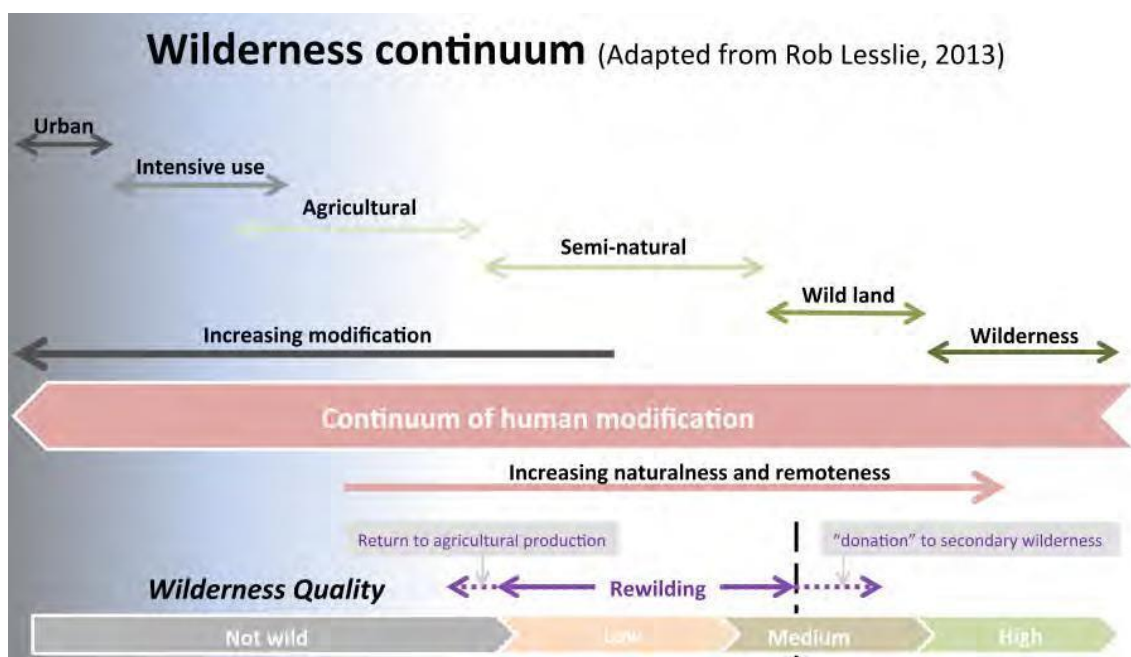 Wilderness continuum (Adapted from Rob Lesslie, 2013)
Urban
Intensive use
Agricultural
Semi-natural
Wild land
Increasing modification
Wilderness
Continuum of human modification
Increasing naturalness and remoteness
Return to agricultural production
"donation" to secondary wilderness
Wilderness Quality
Rewilding
Not wild
Low
Medium
High